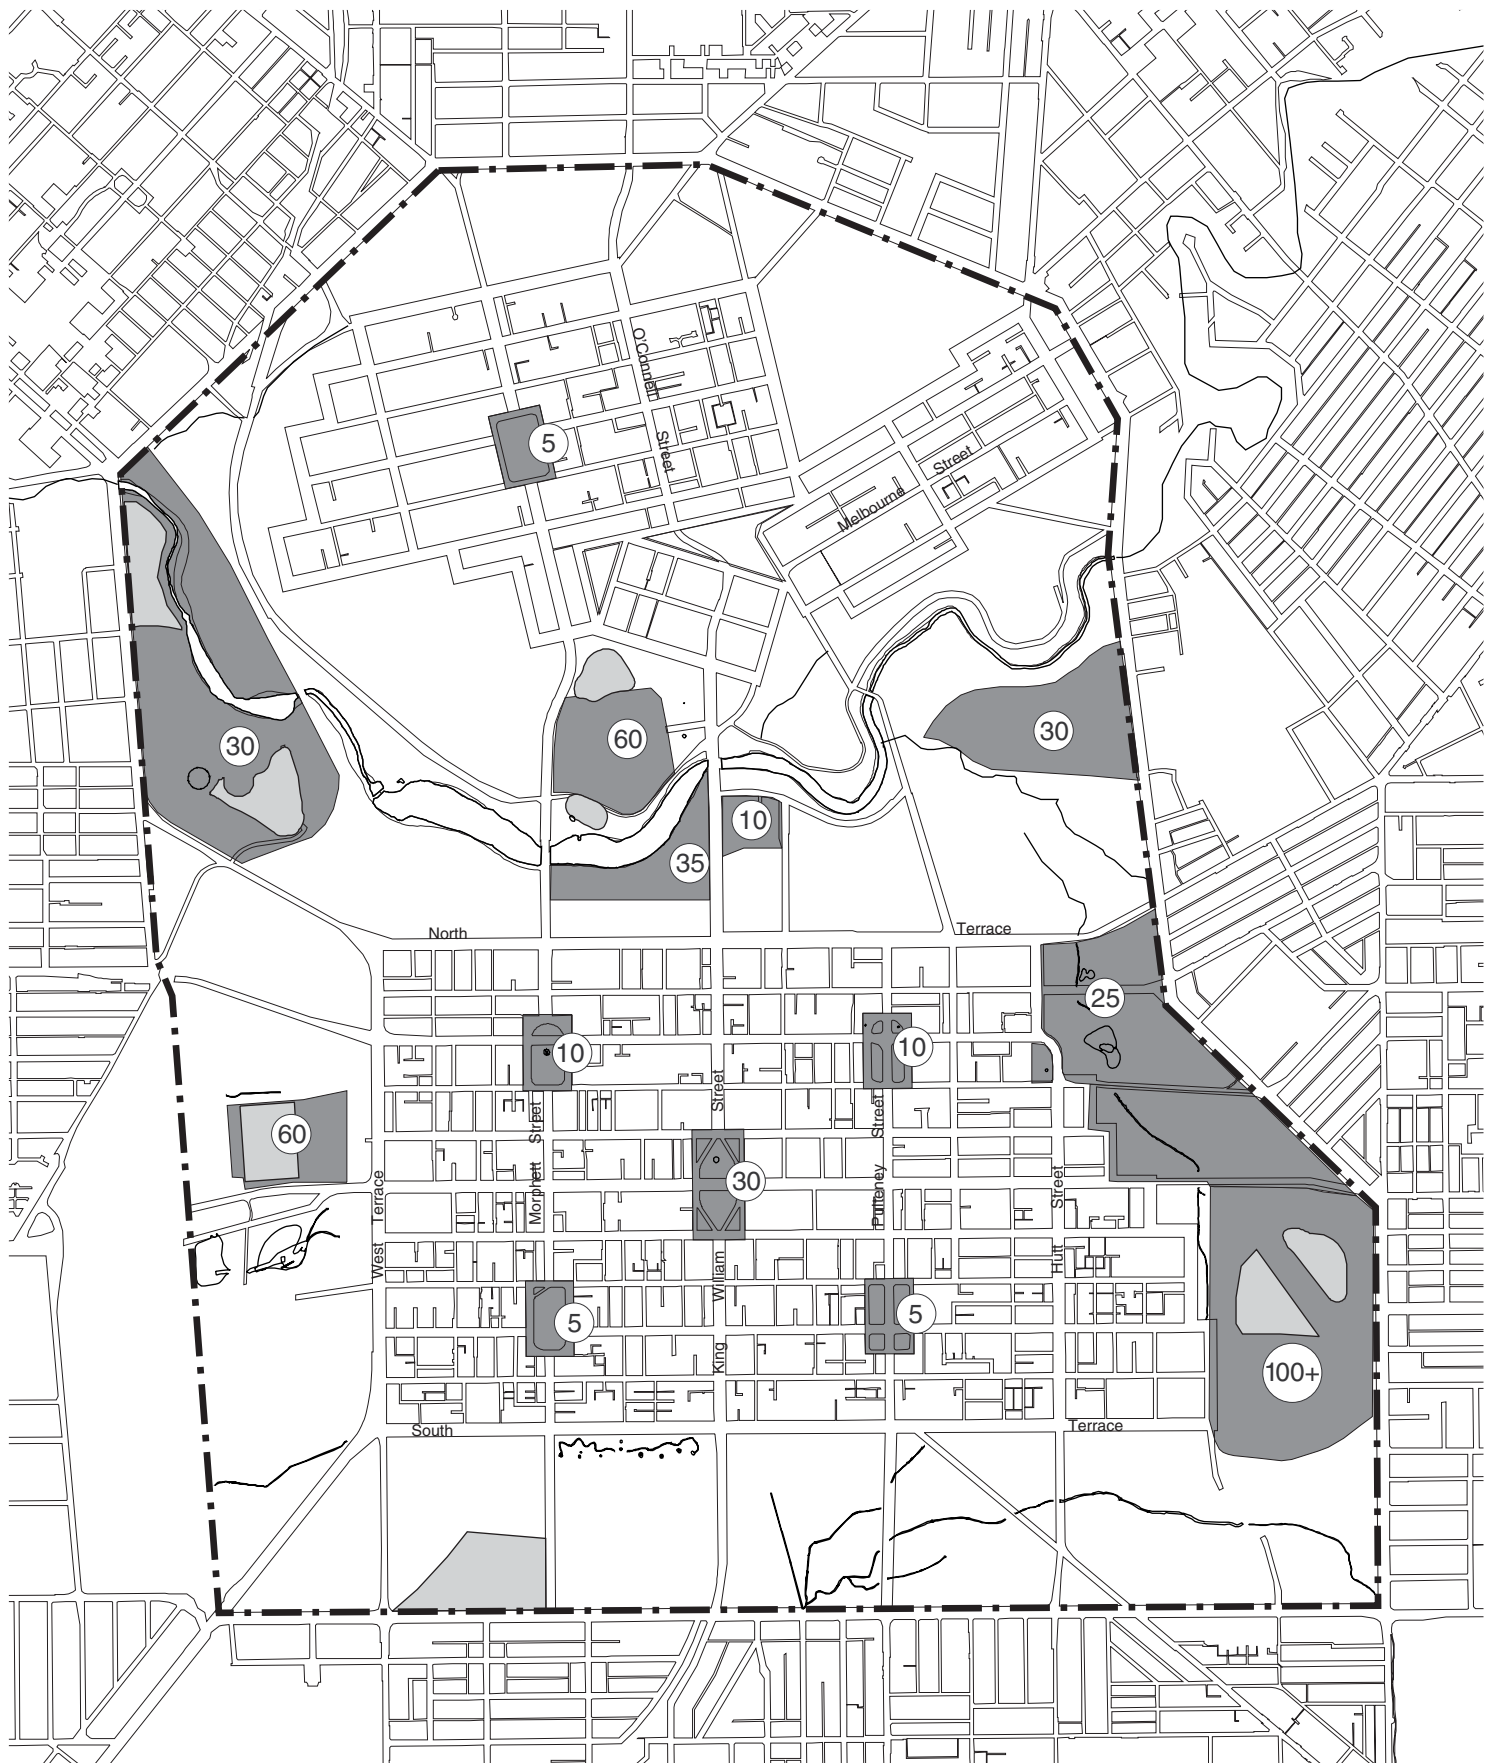 O'Connell
Street
5
Melbourne
Street
30
60
30
10
35
North
Terrace
25
10
10
60
Street
Morphett
Street
Street
Pulteney
30
West
Terrace
Hutt
Street
King
William
5
5
100+
South
Terrace